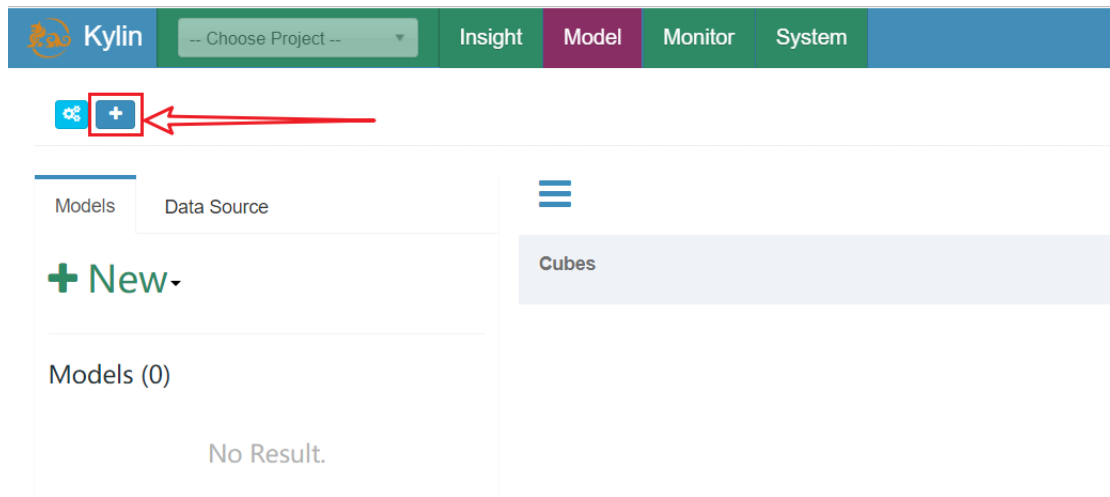 Kylin -- Choose Project -- Insight Model Monitor System
Models Data Source
Cubes
New
Models (0)
No Result.